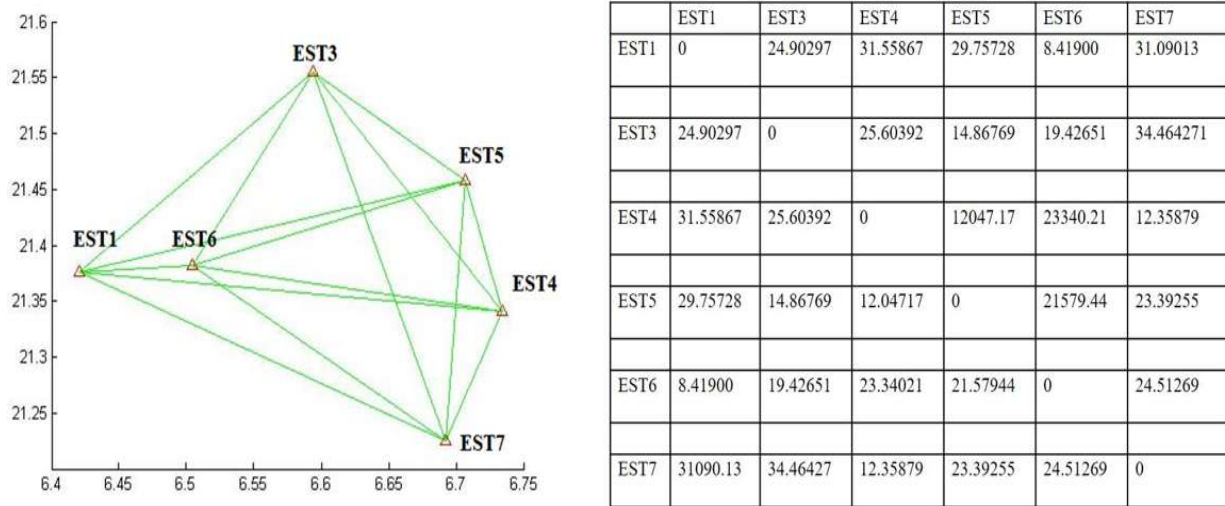 21.6
21.55
21.5
21.45
21.4
21.35
21.3
21.25
6.4 6.45 6.5 6.55 6.6 6.65 6.7 6.75
EST3
EST5
EST1 EST6
EST4
EST7
EST1 EST3 EST4 EST5 EST6 EST7
EST1 0 24.90297 31.55867 29.75728 8.41900 31.09013
EST3 24.90297 0 25.60392 14.86769 19.42651 34.464271
EST4 31.55867 25.60392 0 12047.17 23340.21 12.35879
EST5 29.75728 14.86769 12.04717 0 21579.44 23.39255
EST6 8.41900 19.42651 23.34021 21.57944 0 24.51269
EST7 31090.13 34.46427 12.35879 23.39255 24.51269 0